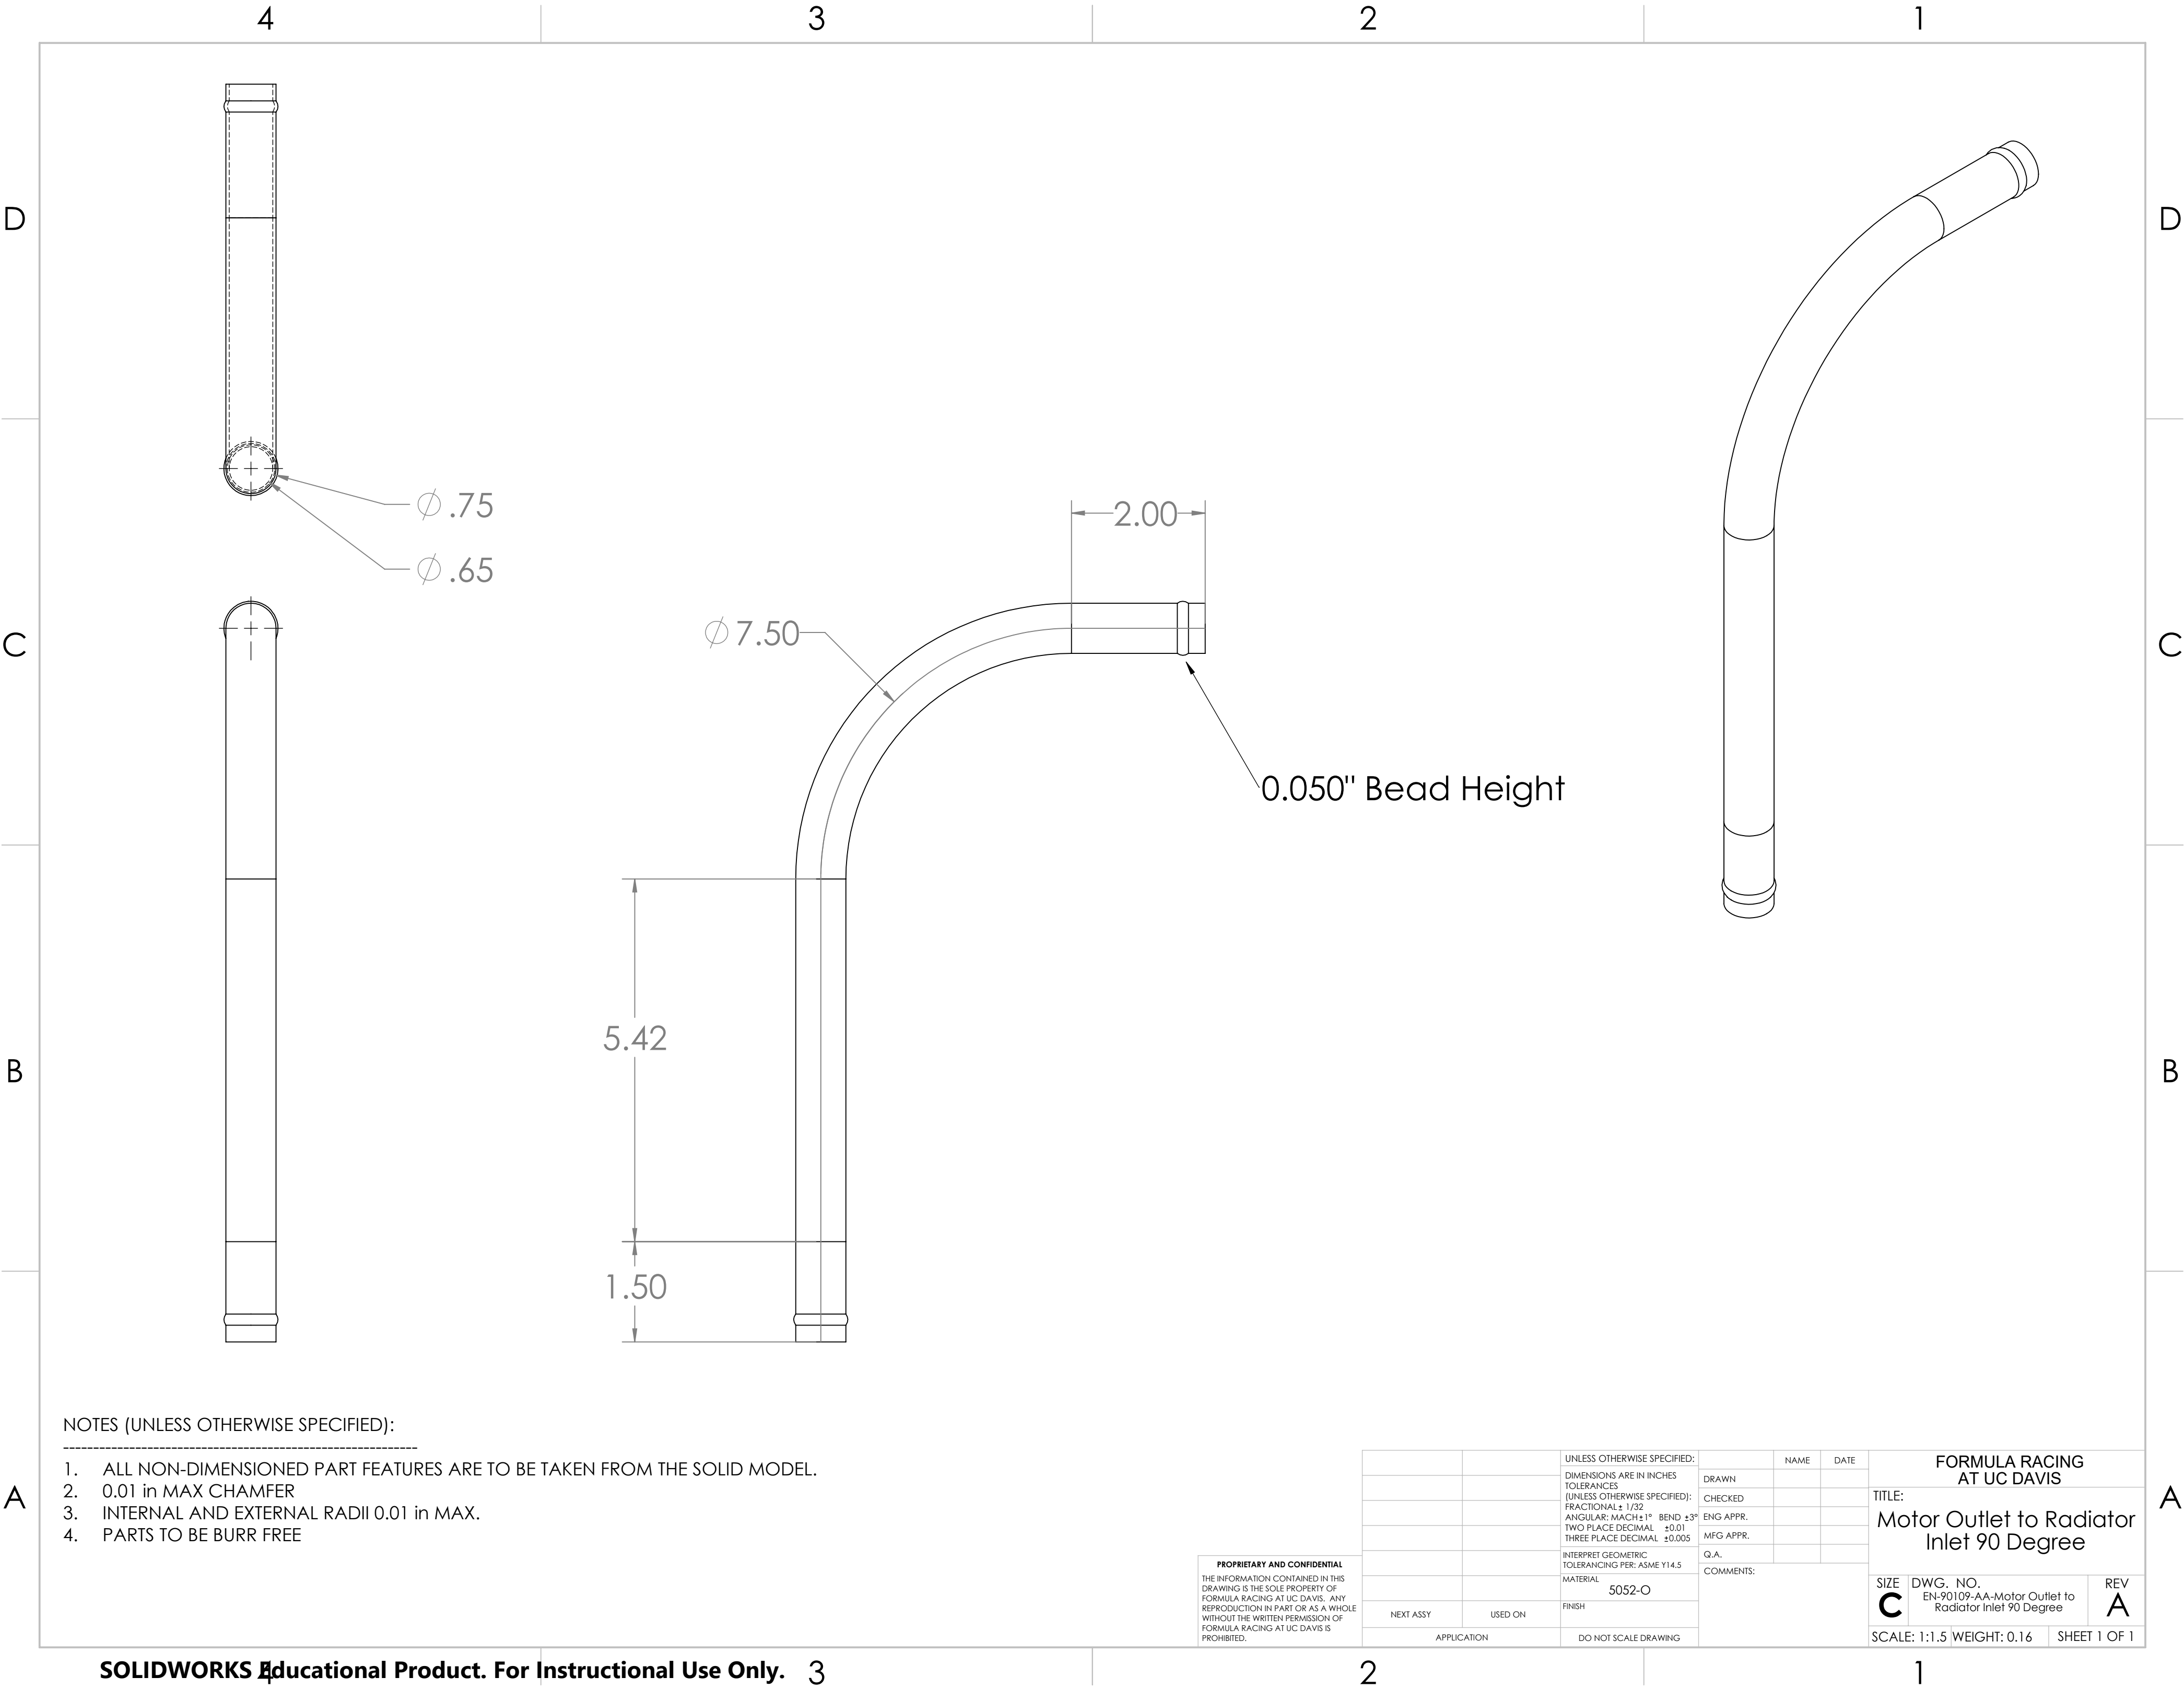 4 3 2 1
D D
⌀ .75
⌀ .65
2.00
⌀ 7.50
C C
0.050" Bead Height
5.42
B B
1.50
NOTES (UNLESS OTHERWISE SPECIFIED):
-----------------------------------------------------------
1. ALL NON-DIMENSIONED PART FEATURES ARE TO BE TAKEN FROM THE SOLID MODEL.
2. 0.01 in MAX CHAMFER
3. INTERNAL AND EXTERNAL RADII 0.01 in MAX.
4. PARTS TO BE BURR FREE
A A
PROPRIETARY AND CONFIDENTIAL
THE INFORMATION CONTAINED IN THIS
DRAWING IS THE SOLE PROPERTY OF
FORMULA RACING AT UC DAVIS. ANY
REPRODUCTION IN PART OR AS A WHOLE
WITHOUT THE WRITTEN PERMISSION OF
FORMULA RACING AT UC DAVIS IS
PROHIBITED.
NEXT ASSY USED ON
APPLICATION
UNLESS OTHERWISE SPECIFIED:
DIMENSIONS ARE IN INCHES
TOLERANCES
(UNLESS OTHERWISE SPECIFIED):
FRACTIONAL± 1/32
ANGULAR: MACH±1° BEND ±3°
TWO PLACE DECIMAL ±0.01
THREE PLACE DECIMAL ±0.005
INTERPRET GEOMETRIC
TOLERANCING PER: ASME Y14.5
MATERIAL
5052-O
FINISH
DO NOT SCALE DRAWING
NAME DATE
DRAWN
CHECKED
ENG APPR.
MFG APPR.
Q.A.
COMMENTS:
FORMULA RACING
AT UC DAVIS
TITLE:
Motor Outlet to Radiator
Inlet 90 Degree
SIZE DWG. NO. REV
C EN-90109-AA-Motor Outlet to
Radiator Inlet 90 Degree A
SCALE: 1:1.5 WEIGHT: 0.16 SHEET 1 OF 1
SOLIDWORKS Educational Product. For Instructional Use Only.
4 3 2 1